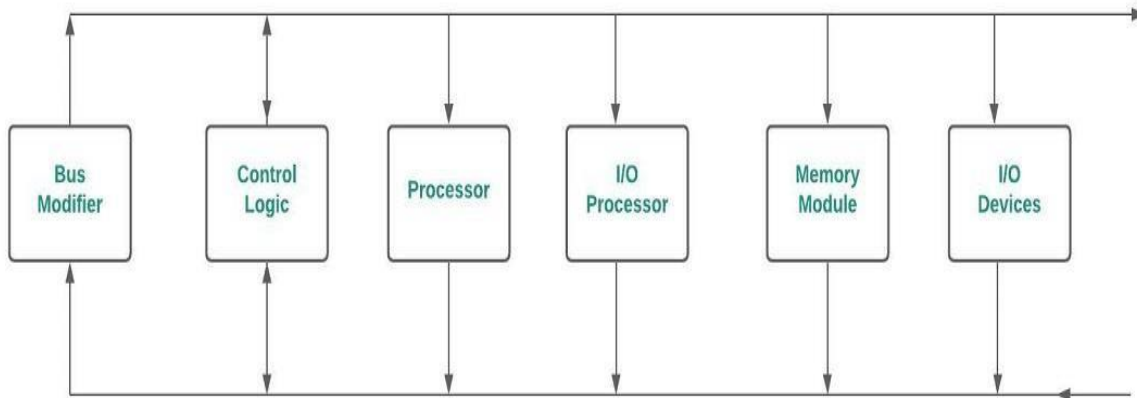 Bus
Modifier
Control
Logic
Processor
I/O
Processor
Memory
Module
I/O
Devices